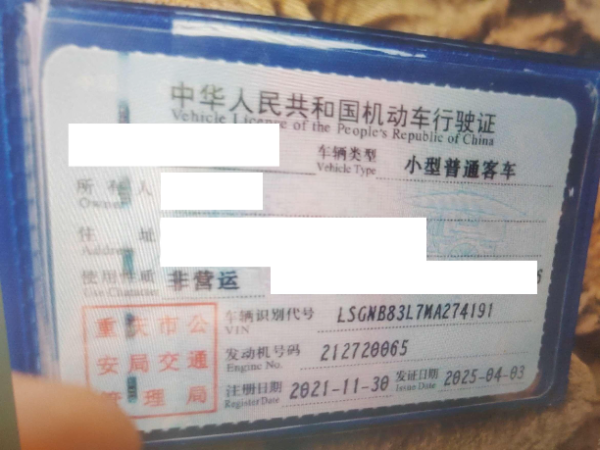 中华人民共和国机动车行驶证
Vehicle License of the People's Republic of China
车辆类型 小型普通客车
Vehicle Type
所有人
Owner
住址
Address
使用性质 非营运
Use Character
车辆识别代号 LSGNB83L7MA274191
VIN
发动机号码 212720065
Engine No.
注册日期 2021-11-30 发证日期 2025-04-03
Register Date Issue Date
重庆市公
安局交通
管理局